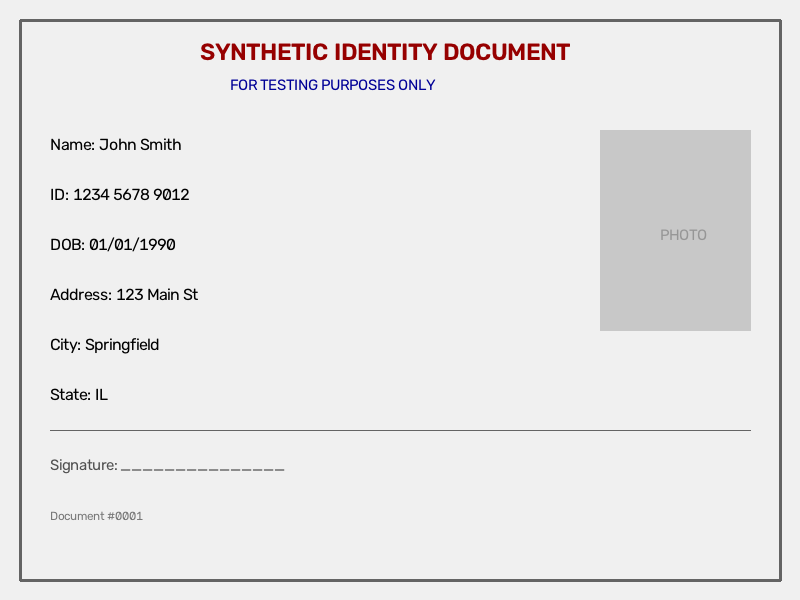 SYNTHETIC IDENTITY DOCUMENT
FOR TESTING PURPOSES ONLY
Name: John Smith
PHOTO
ID: 1234 5678 9012
DOB: 01/01/1990
Address: 123 Main St
City: Springfield
State: IL
Signature: _______________
Document #0001